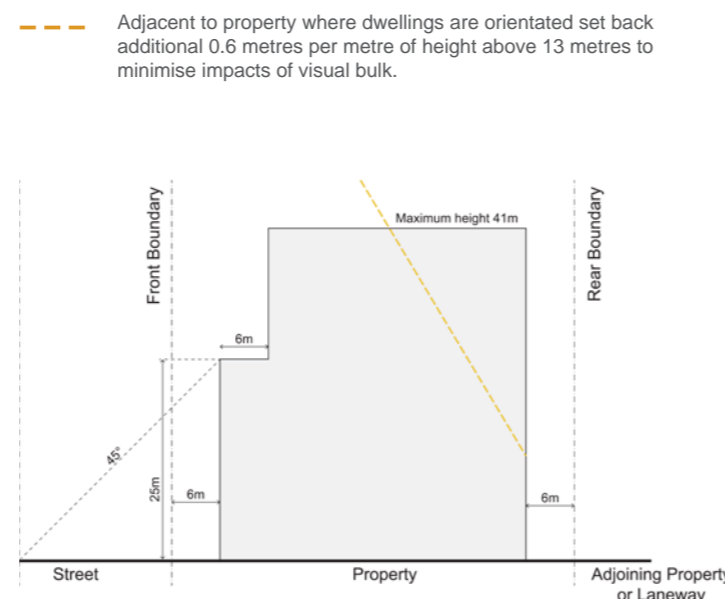 Adjacent to property where dwellings are orientated set back
additional 0.6 metres per metre of height above 13 metres to
minimise impacts of visual bulk.
Front Boundary
Maximum height 41m
Rear Boundary
6m
45°
25m
6m
6m
Street
Property
Adjoining Property
or Laneway